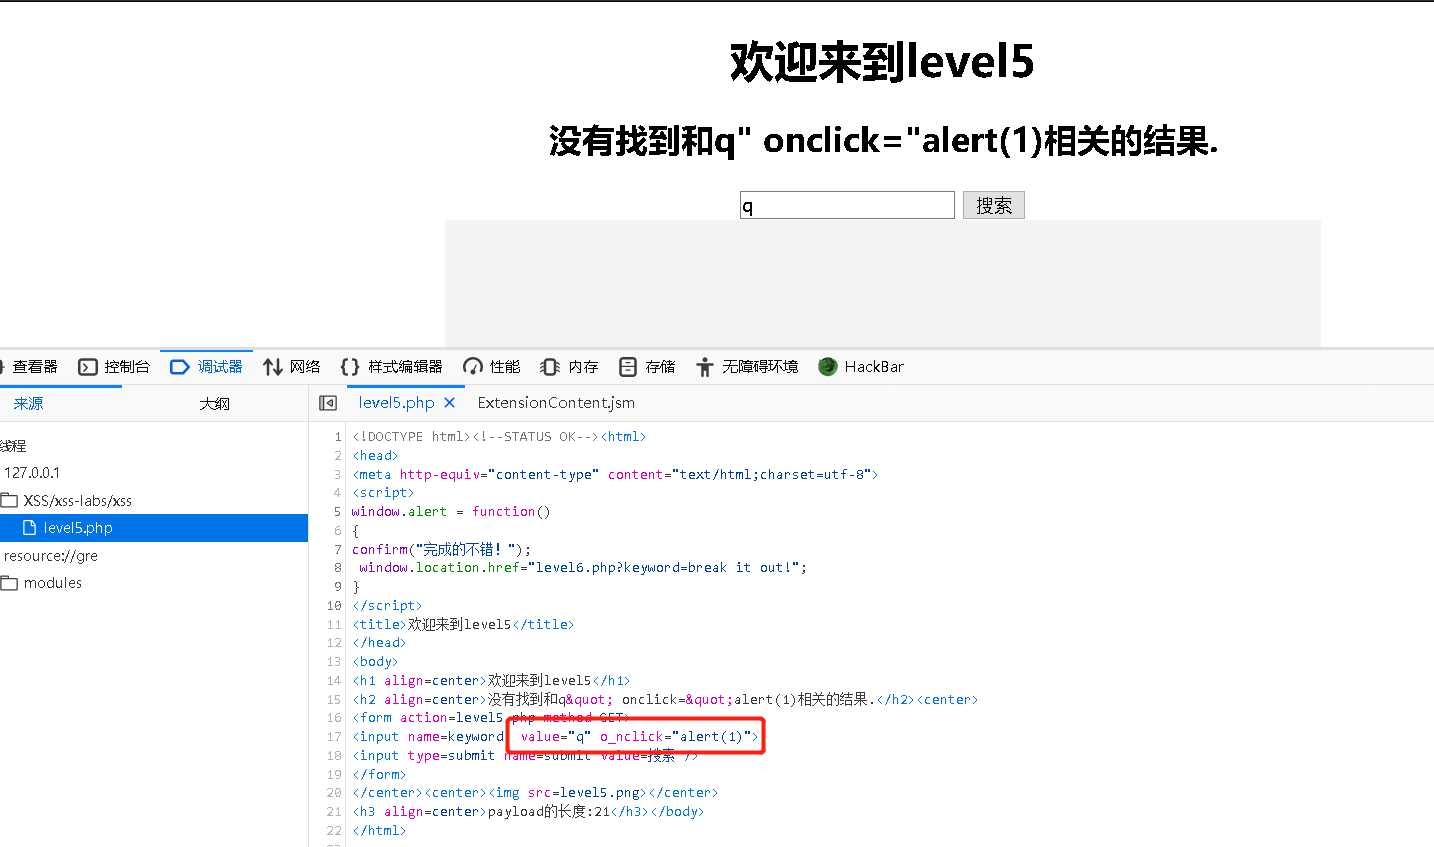 欢迎来到level5
没有找到和q" onclick="alert(1)相关的结果.
q 搜索
查看器 控制台 调试器 网络 样式编辑器 性能 内存 存储 无障碍环境 HackBar
来源 大纲 level5.php ExtensionContent.jsm
线程
127.0.0.1
XSS/xss-labs/xss
level5.php
resource://gre
modules
1 <!DOCTYPE html><!--STATUS OK--><html>
2 <head>
3 <meta http-equiv="content-type" content="text/html;charset=utf-8">
4 <script>
5 window.alert = function()
6 {
7 confirm("完成的不错！");
8  window.location.href="level6.php?keyword=break it out!";
9 }
10 </script>
11 <title>欢迎来到level5</title>
12 </head>
13 <body>
14 <h1 align=center>欢迎来到level5</h1>
15 <h2 align=center>没有找到和q&quot; onclick=&quot;alert(1)相关的结果.</h2><center>
16 <form action=level5.php method=GET>
17 <input name=keyword  value="q" o_nclick="alert(1)">
18 <input type=submit name=submit value=搜索 />
19 </form>
20 </center><center><img src=level5.png></center>
21 <h3 align=center>payload的长度:21</h3></body>
22 </html>